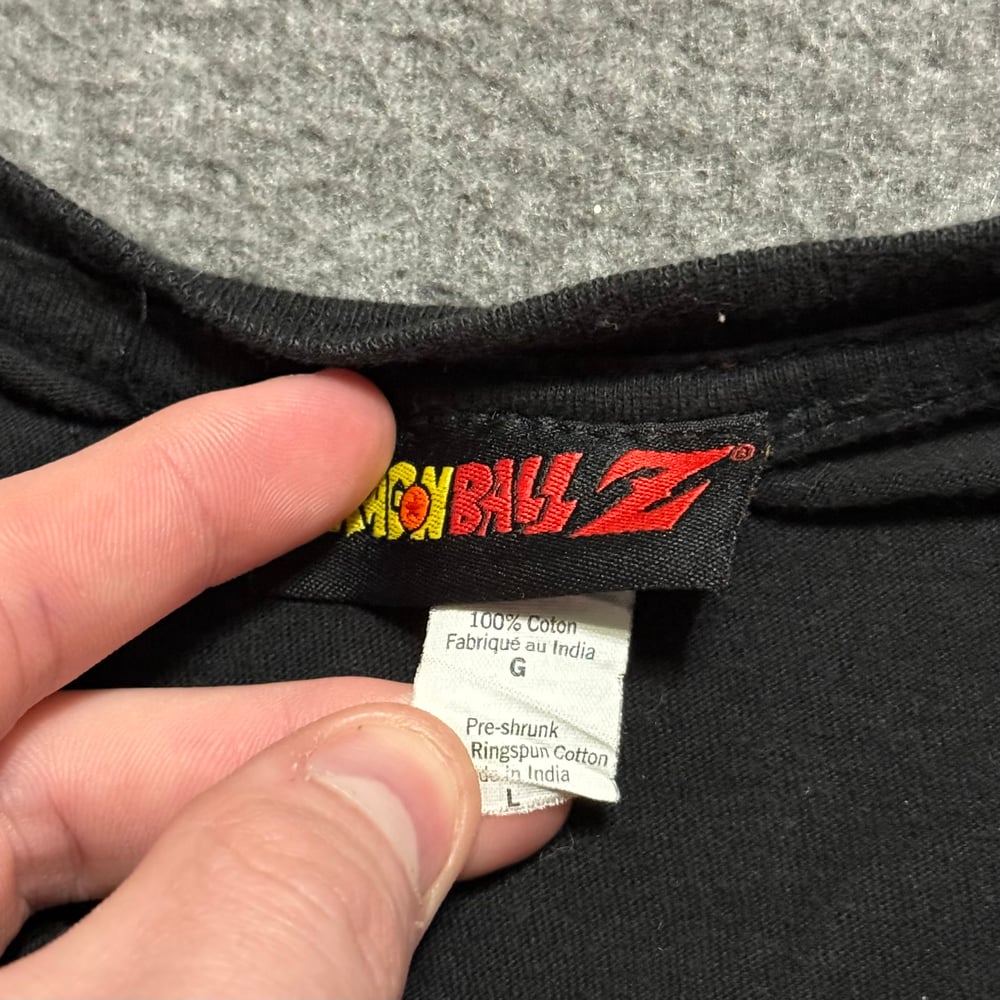 BALL Z®
100% Coton
Fabriqué au India
G
Pre-shrunk
Ringspun Cotton
in India
L